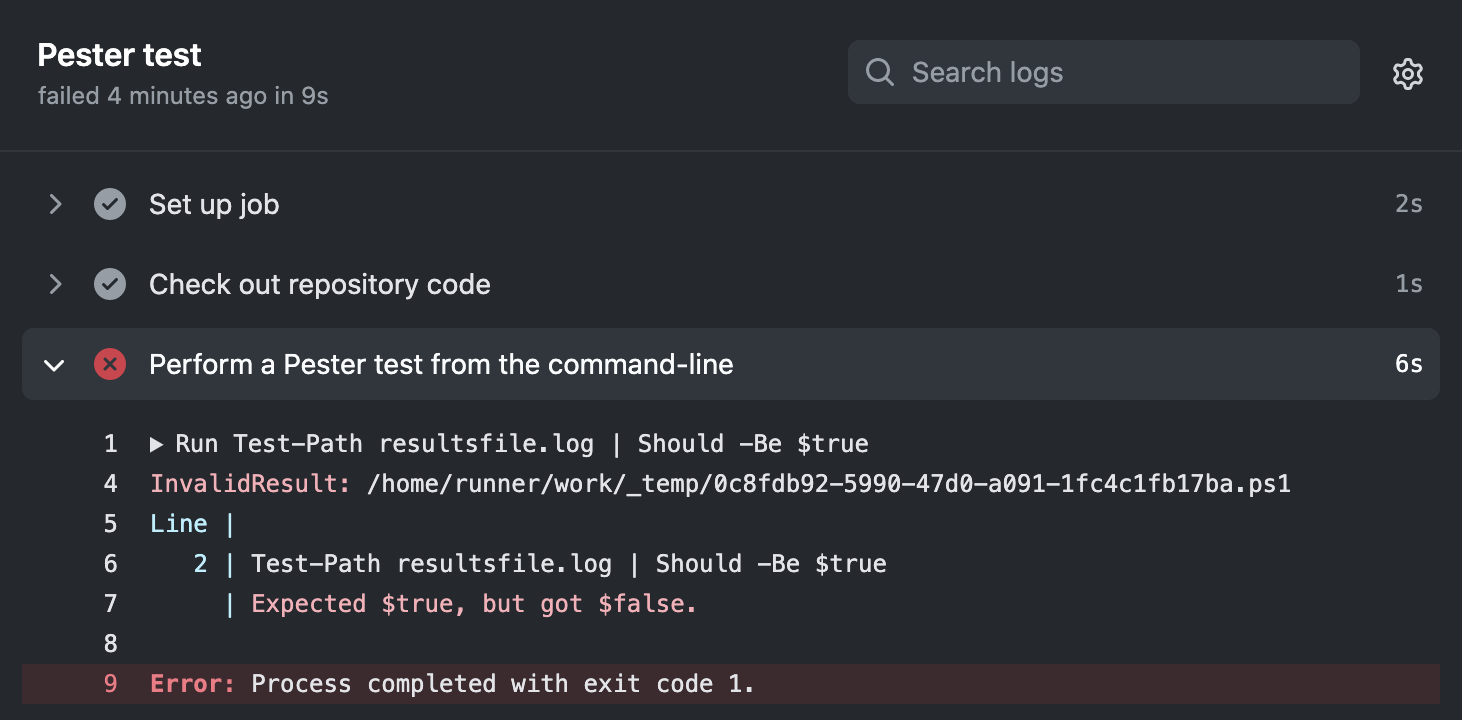 Pester test
failed 4 minutes ago in 9s
Search logs
Set up job 2s
Check out repository code 1s
Perform a Pester test from the command-line 6s
1 ▶ Run Test-Path resultsfile.log | Should -Be $true
4 InvalidResult: /home/runner/work/_temp/0c8fdb92-5990-47d0-a091-1fc4c1fb17ba.ps1
5 Line |
6 2 | Test-Path resultsfile.log | Should -Be $true
7 | Expected $true, but got $false.
8
9 Error: Process completed with exit code 1.